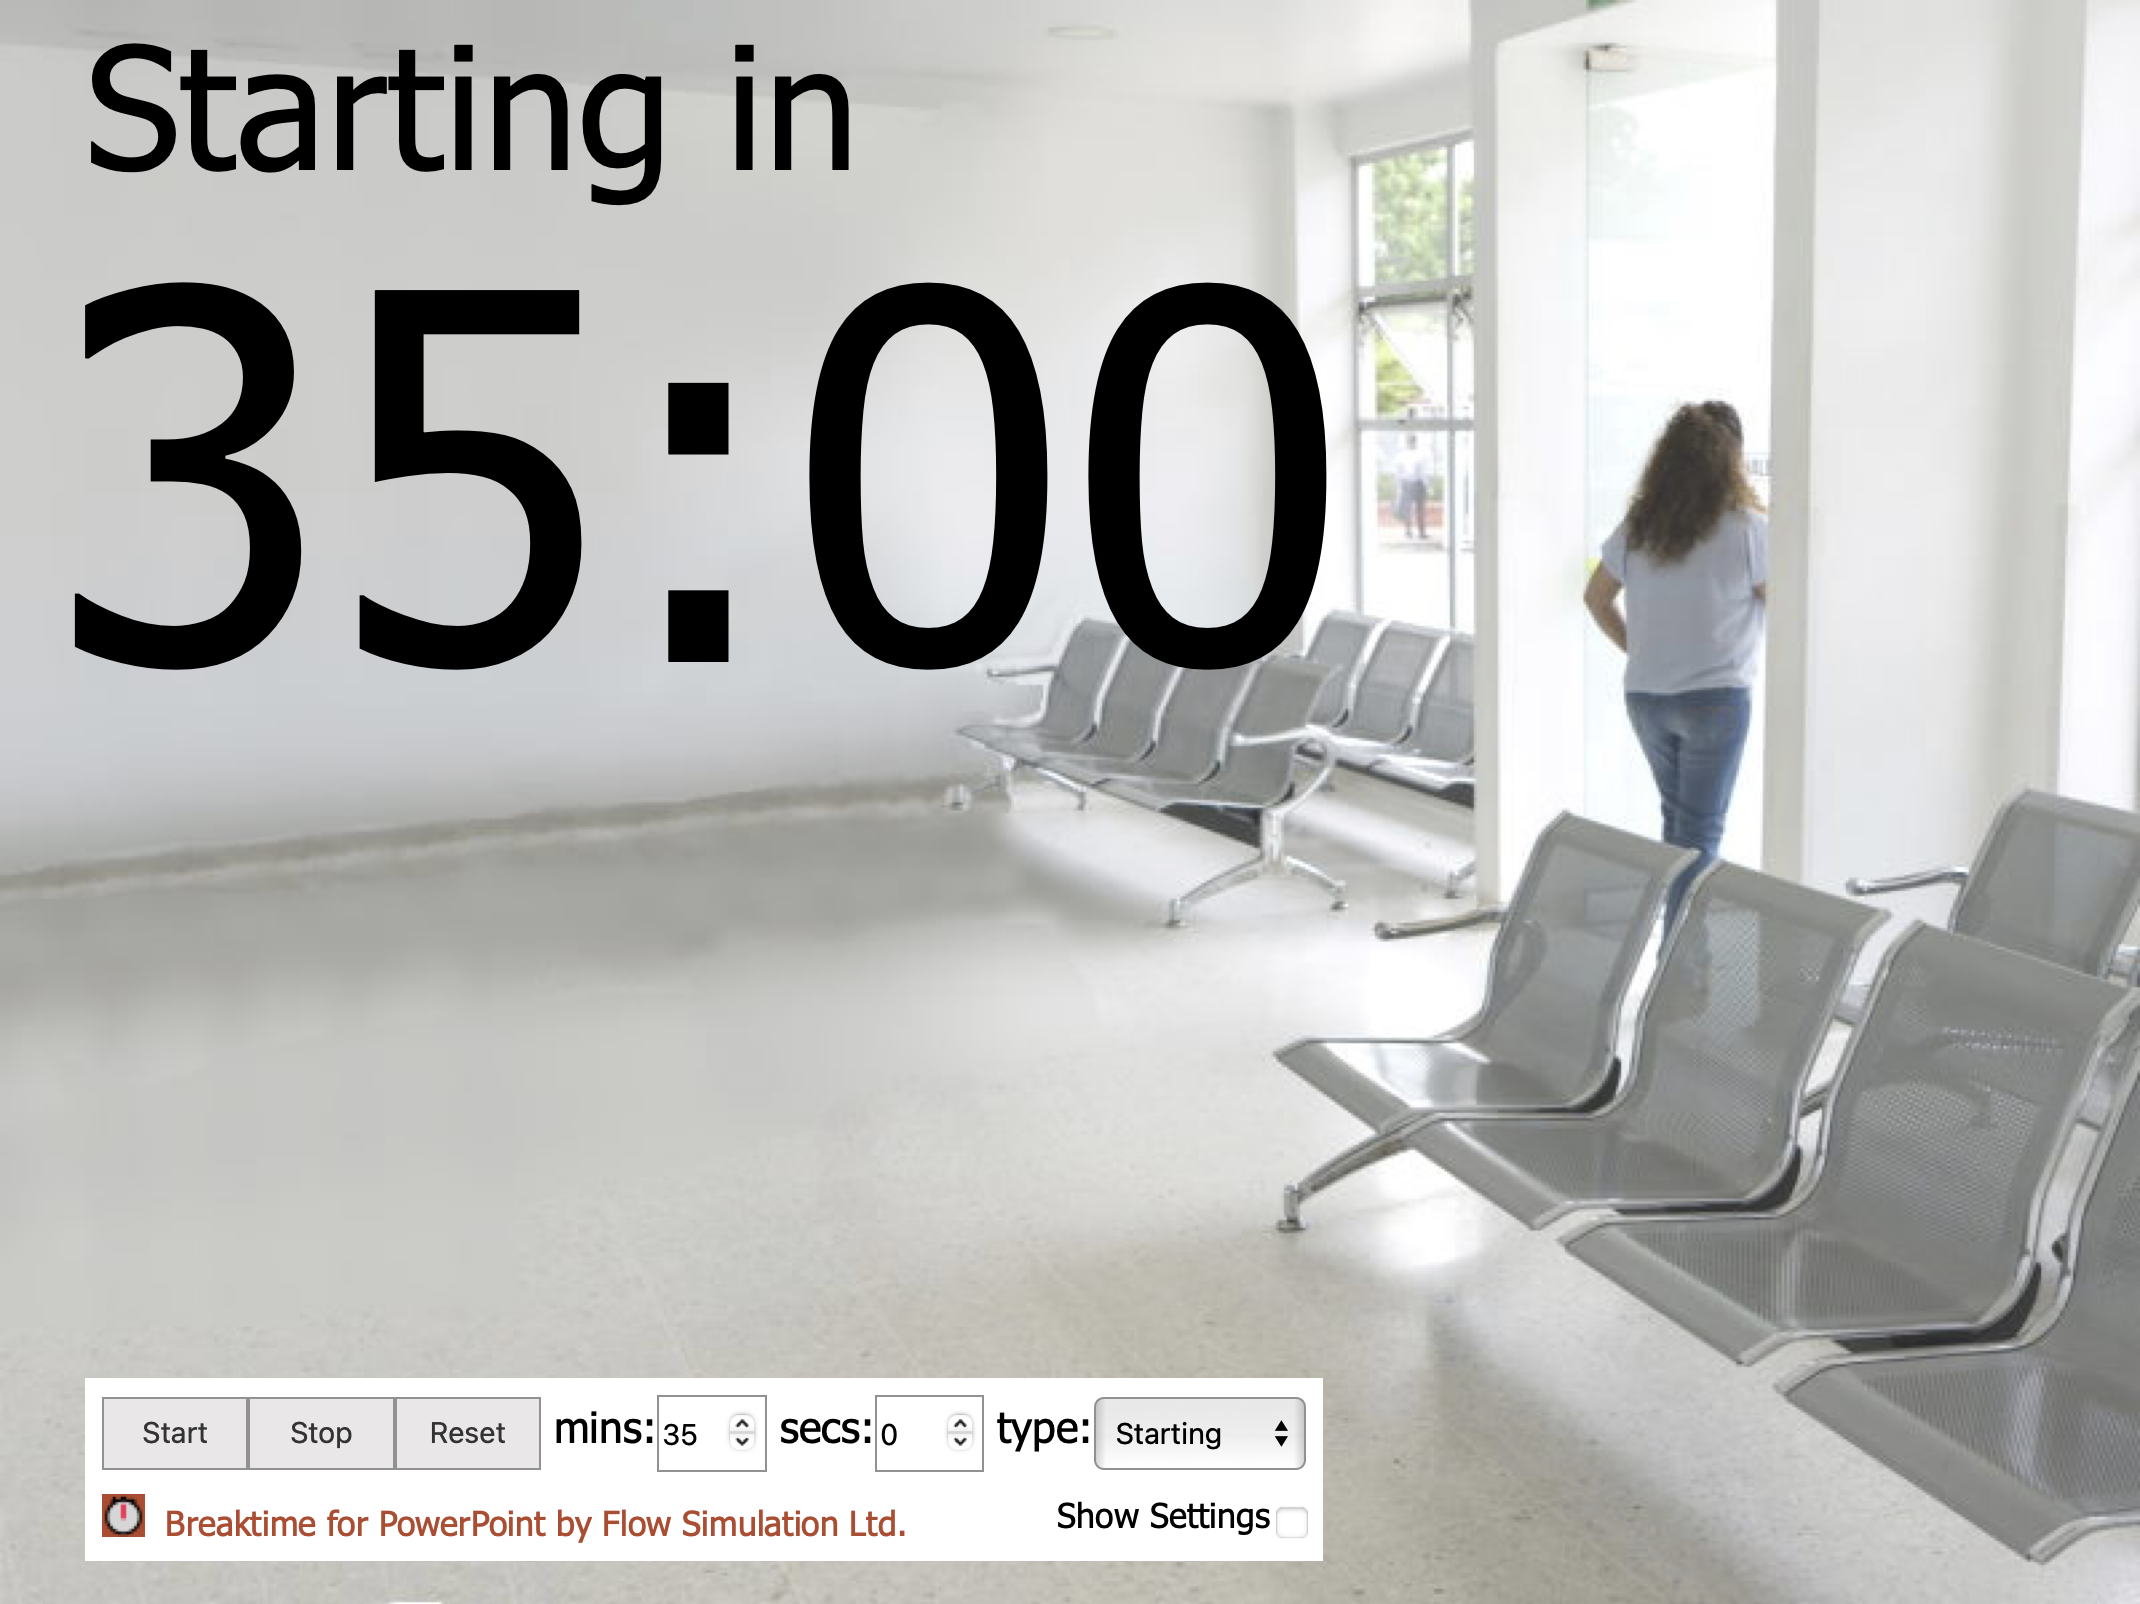 Starting in
35:00
Start Stop Reset mins: 35 secs: 0 type: Starting
Breaktime for PowerPoint by Flow Simulation Ltd. Show Settings